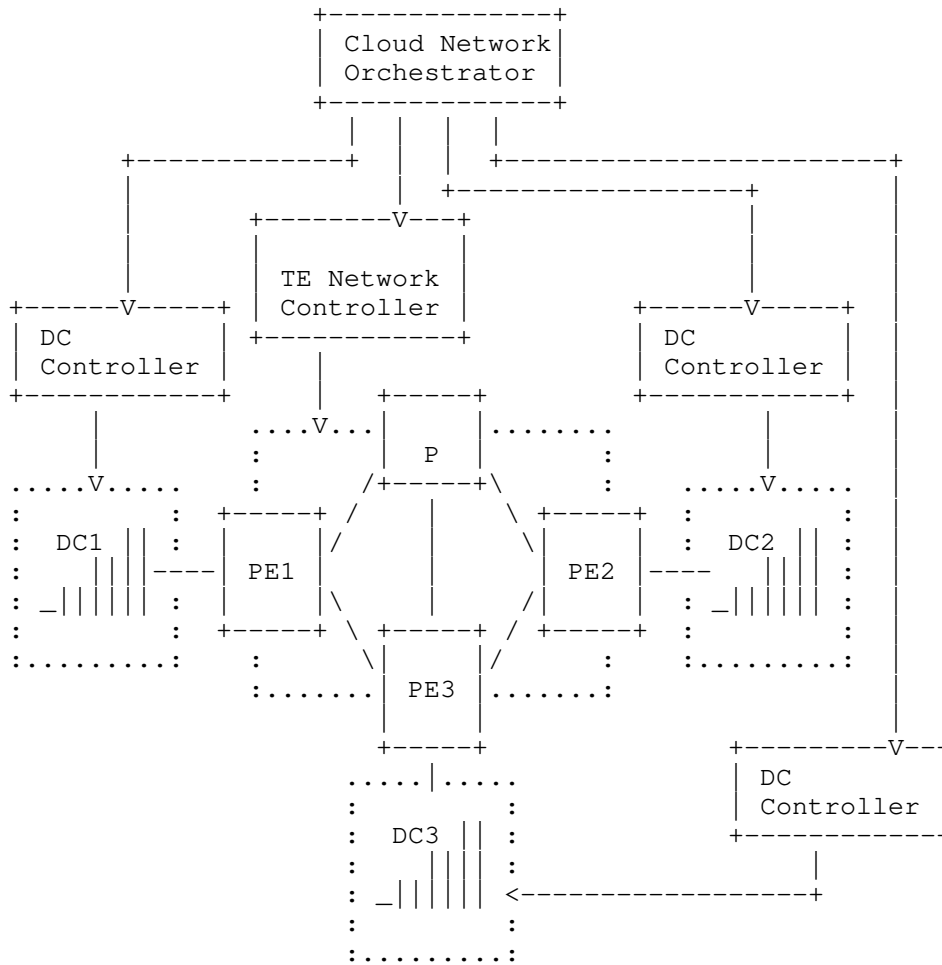 Cloud Network
Orchestrator
TE Network
Controller
DC
Controller
DC
Controller
P
DC1
PE1
PE2
DC2
PE3
DC
Controller
DC3